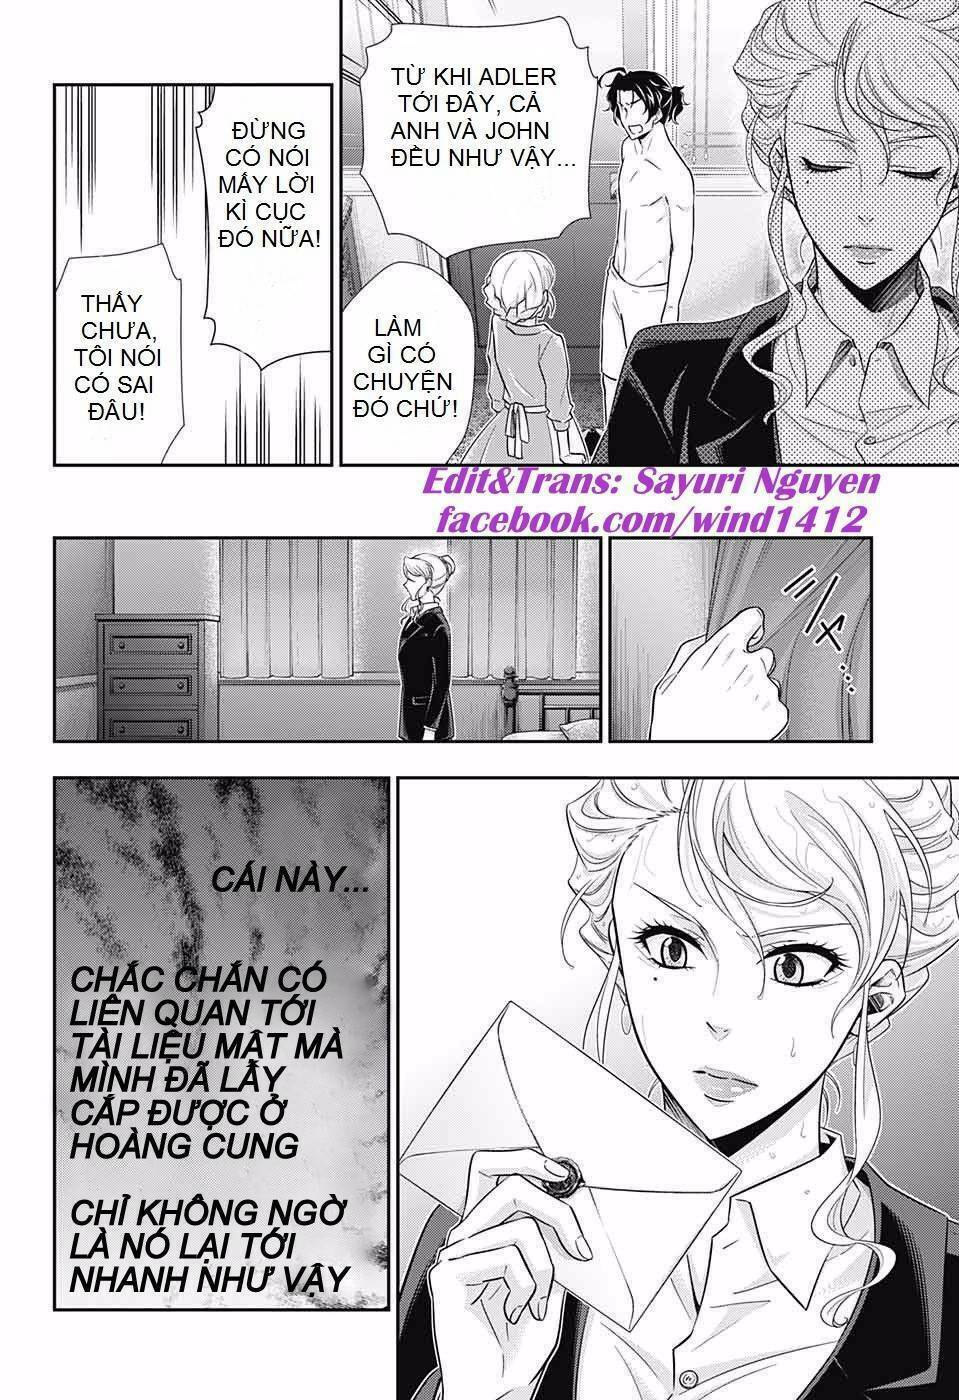 TỪ KHI ADLER
TỚI ĐÂY, CẢ
ANH VÀ JOHN
ĐỀU NHƯ VẬY...
LÀM
GÌ CÓ
CHUYỆN
ĐÓ CHỨ!
ĐỪNG
CÓ NÓI
MẤY LỜI
KÌ CỤC
ĐÓ NỮA!
THẤY
CHƯA,
TÔI NÓI
CÓ SAI
ĐÂU!
Edit&Trans: Sayuri Nguyen
facebook.com/wind1412
CÁI NÀY...
CHẮC CHẮN CÓ
LIÊN QUAN TỚI
TÀI LIỆU MẬT MÀ
MÌNH ĐÃ LẤY
CẮP ĐƯỢC Ở
HOÀNG CUNG
CHỈ KHÔNG NGỜ
LÀ NÓ LẠI TỚI
NHANH NHƯ VẬY